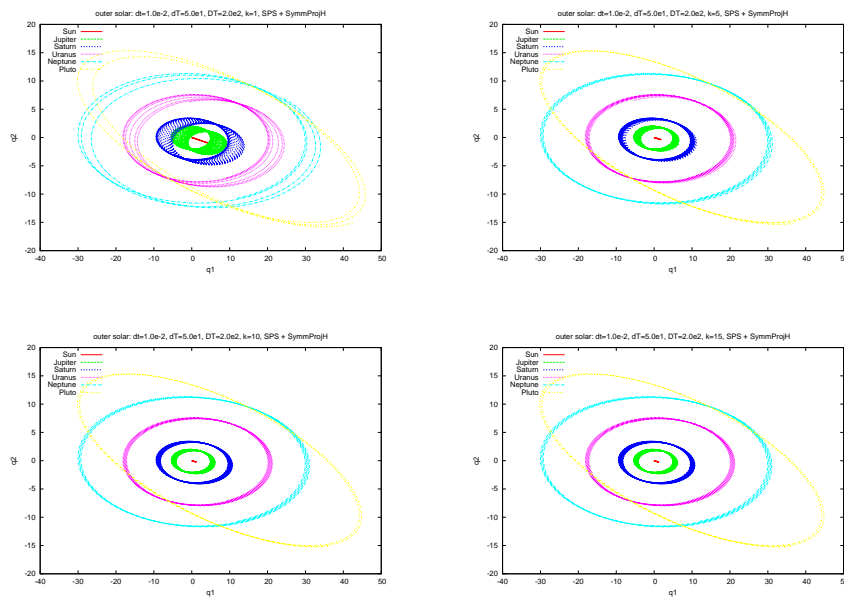 outer solar: dt=1.0e-2, dT=5.0e1, DT=2.0e2, k=1, SPS + SymmProjH
20
15
10
5
0
-5
-10
-15
-20
q2
Sun
Jupiter
Saturn
Uranus
Neptune
Pluto
-40 -30 -20 -10 0 10 20 30 40 50
q1
outer solar: dt=1.0e-2, dT=5.0e1, DT=2.0e2, k=5, SPS + SymmProjH
20
15
10
5
0
-5
-10
-15
-20
q2
Sun
Jupiter
Saturn
Uranus
Neptune
Pluto
-40 -30 -20 -10 0 10 20 30 40 50
q1
outer solar: dt=1.0e-2, dT=5.0e1, DT=2.0e2, k=10, SPS + SymmProjH
20
15
10
5
0
-5
-10
-15
-20
q2
Sun
Jupiter
Saturn
Uranus
Neptune
Pluto
-40 -30 -20 -10 0 10 20 30 40 50
q1
outer solar: dt=1.0e-2, dT=5.0e1, DT=2.0e2, k=15, SPS + SymmProjH
20
15
10
5
0
-5
-10
-15
-20
q2
Sun
Jupiter
Saturn
Uranus
Neptune
Pluto
-40 -30 -20 -10 0 10 20 30 40 50
q1